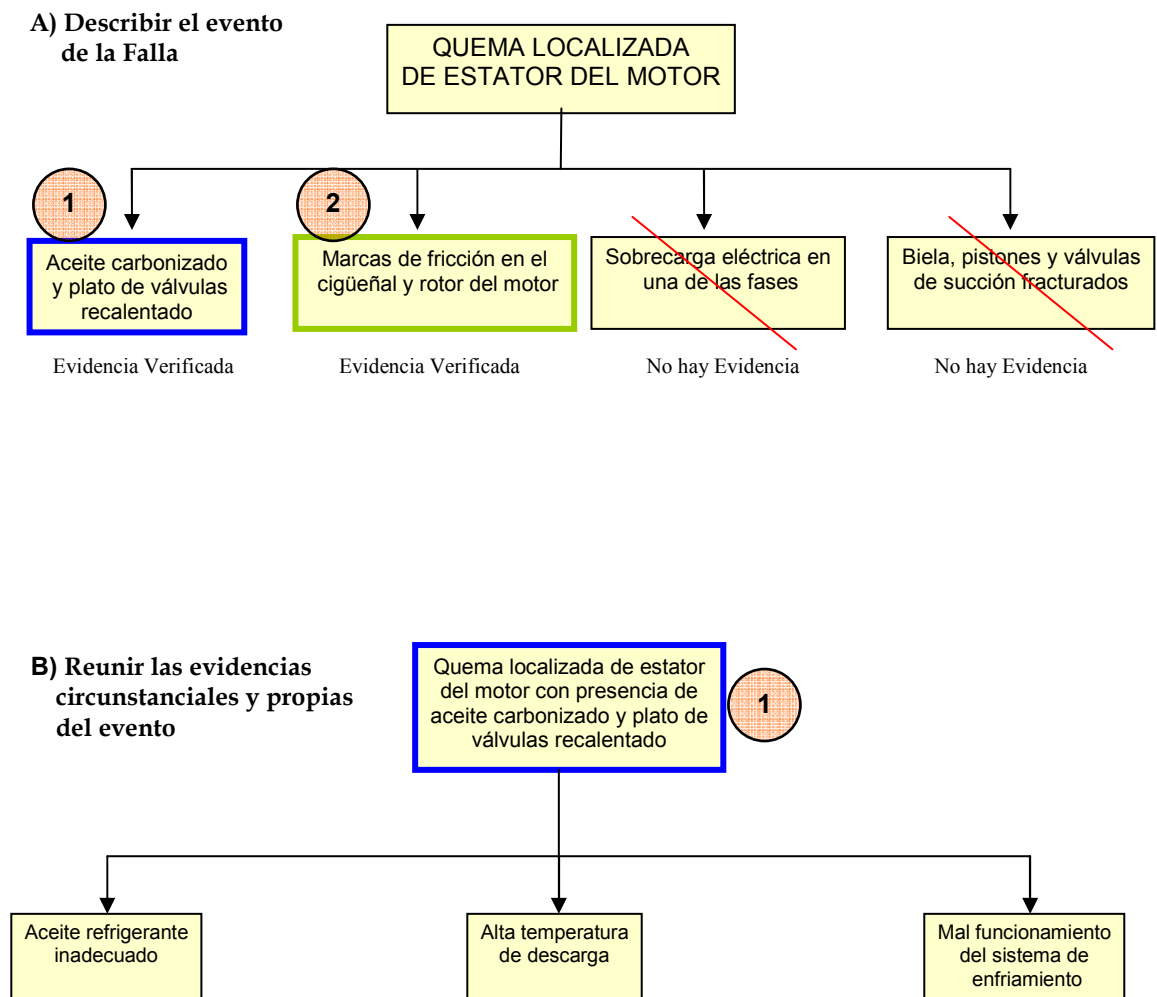 A) Describir el evento
de la Falla
QUEMA LOCALIZADA
DE ESTATOR DEL MOTOR
1
2
Aceite carbonizado
y plato de válvulas
recalentado
Marcas de fricción en el
cigüeñal y rotor del motor
Sobrecarga eléctrica en
una de las fases
Biela, pistones y válvulas
de succión fracturados
Evidencia Verificada
Evidencia Verificada
No hay Evidencia
No hay Evidencia
B) Reunir las evidencias
circunstanciales y propias
del evento
Quema localizada de estator
del motor con presencia de
aceite carbonizado y plato de
válvulas recalentado
1
Aceite refrigerante
inadecuado
Alta temperatura
de descarga
Mal funcionamiento
del sistema de
enfriamiento